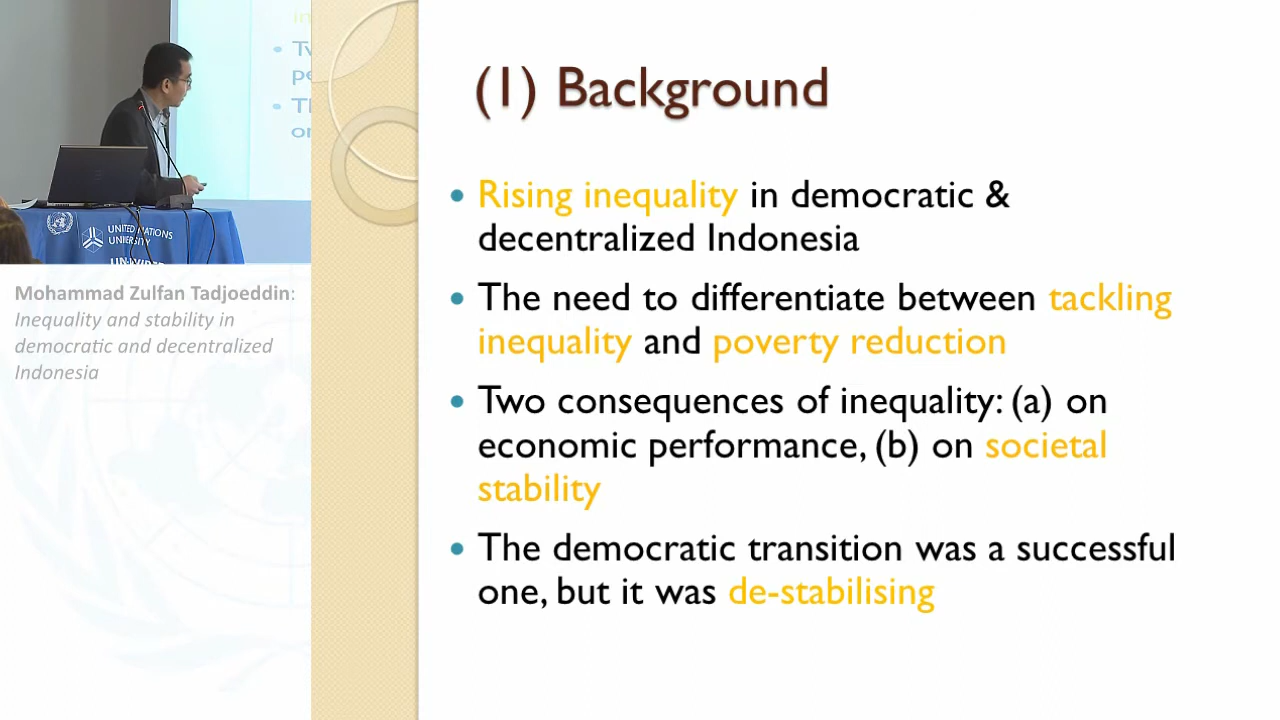 UNITED NATIONS
UNIVERSITY
UNU-WIDER
Mohammad Zulfan Tadjoeddin:
Inequality and stability in
democratic and decentralized
Indonesia
(1) Background
• Rising inequality in democratic &
decentralized Indonesia
• The need to differentiate between tackling
inequality and poverty reduction
• Two consequences of inequality: (a) on
economic performance, (b) on societal
stability
• The democratic transition was a successful
one, but it was de-stabilising